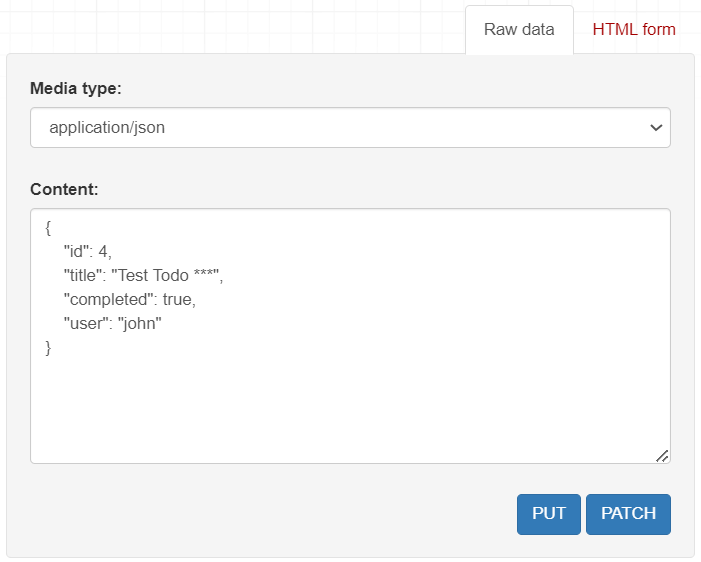 Raw data HTML form
Media type:
application/json
Content:
{
"id": 4,
"title": "Test Todo ***",
"completed": true,
"user": "john"
}
PUT PATCH